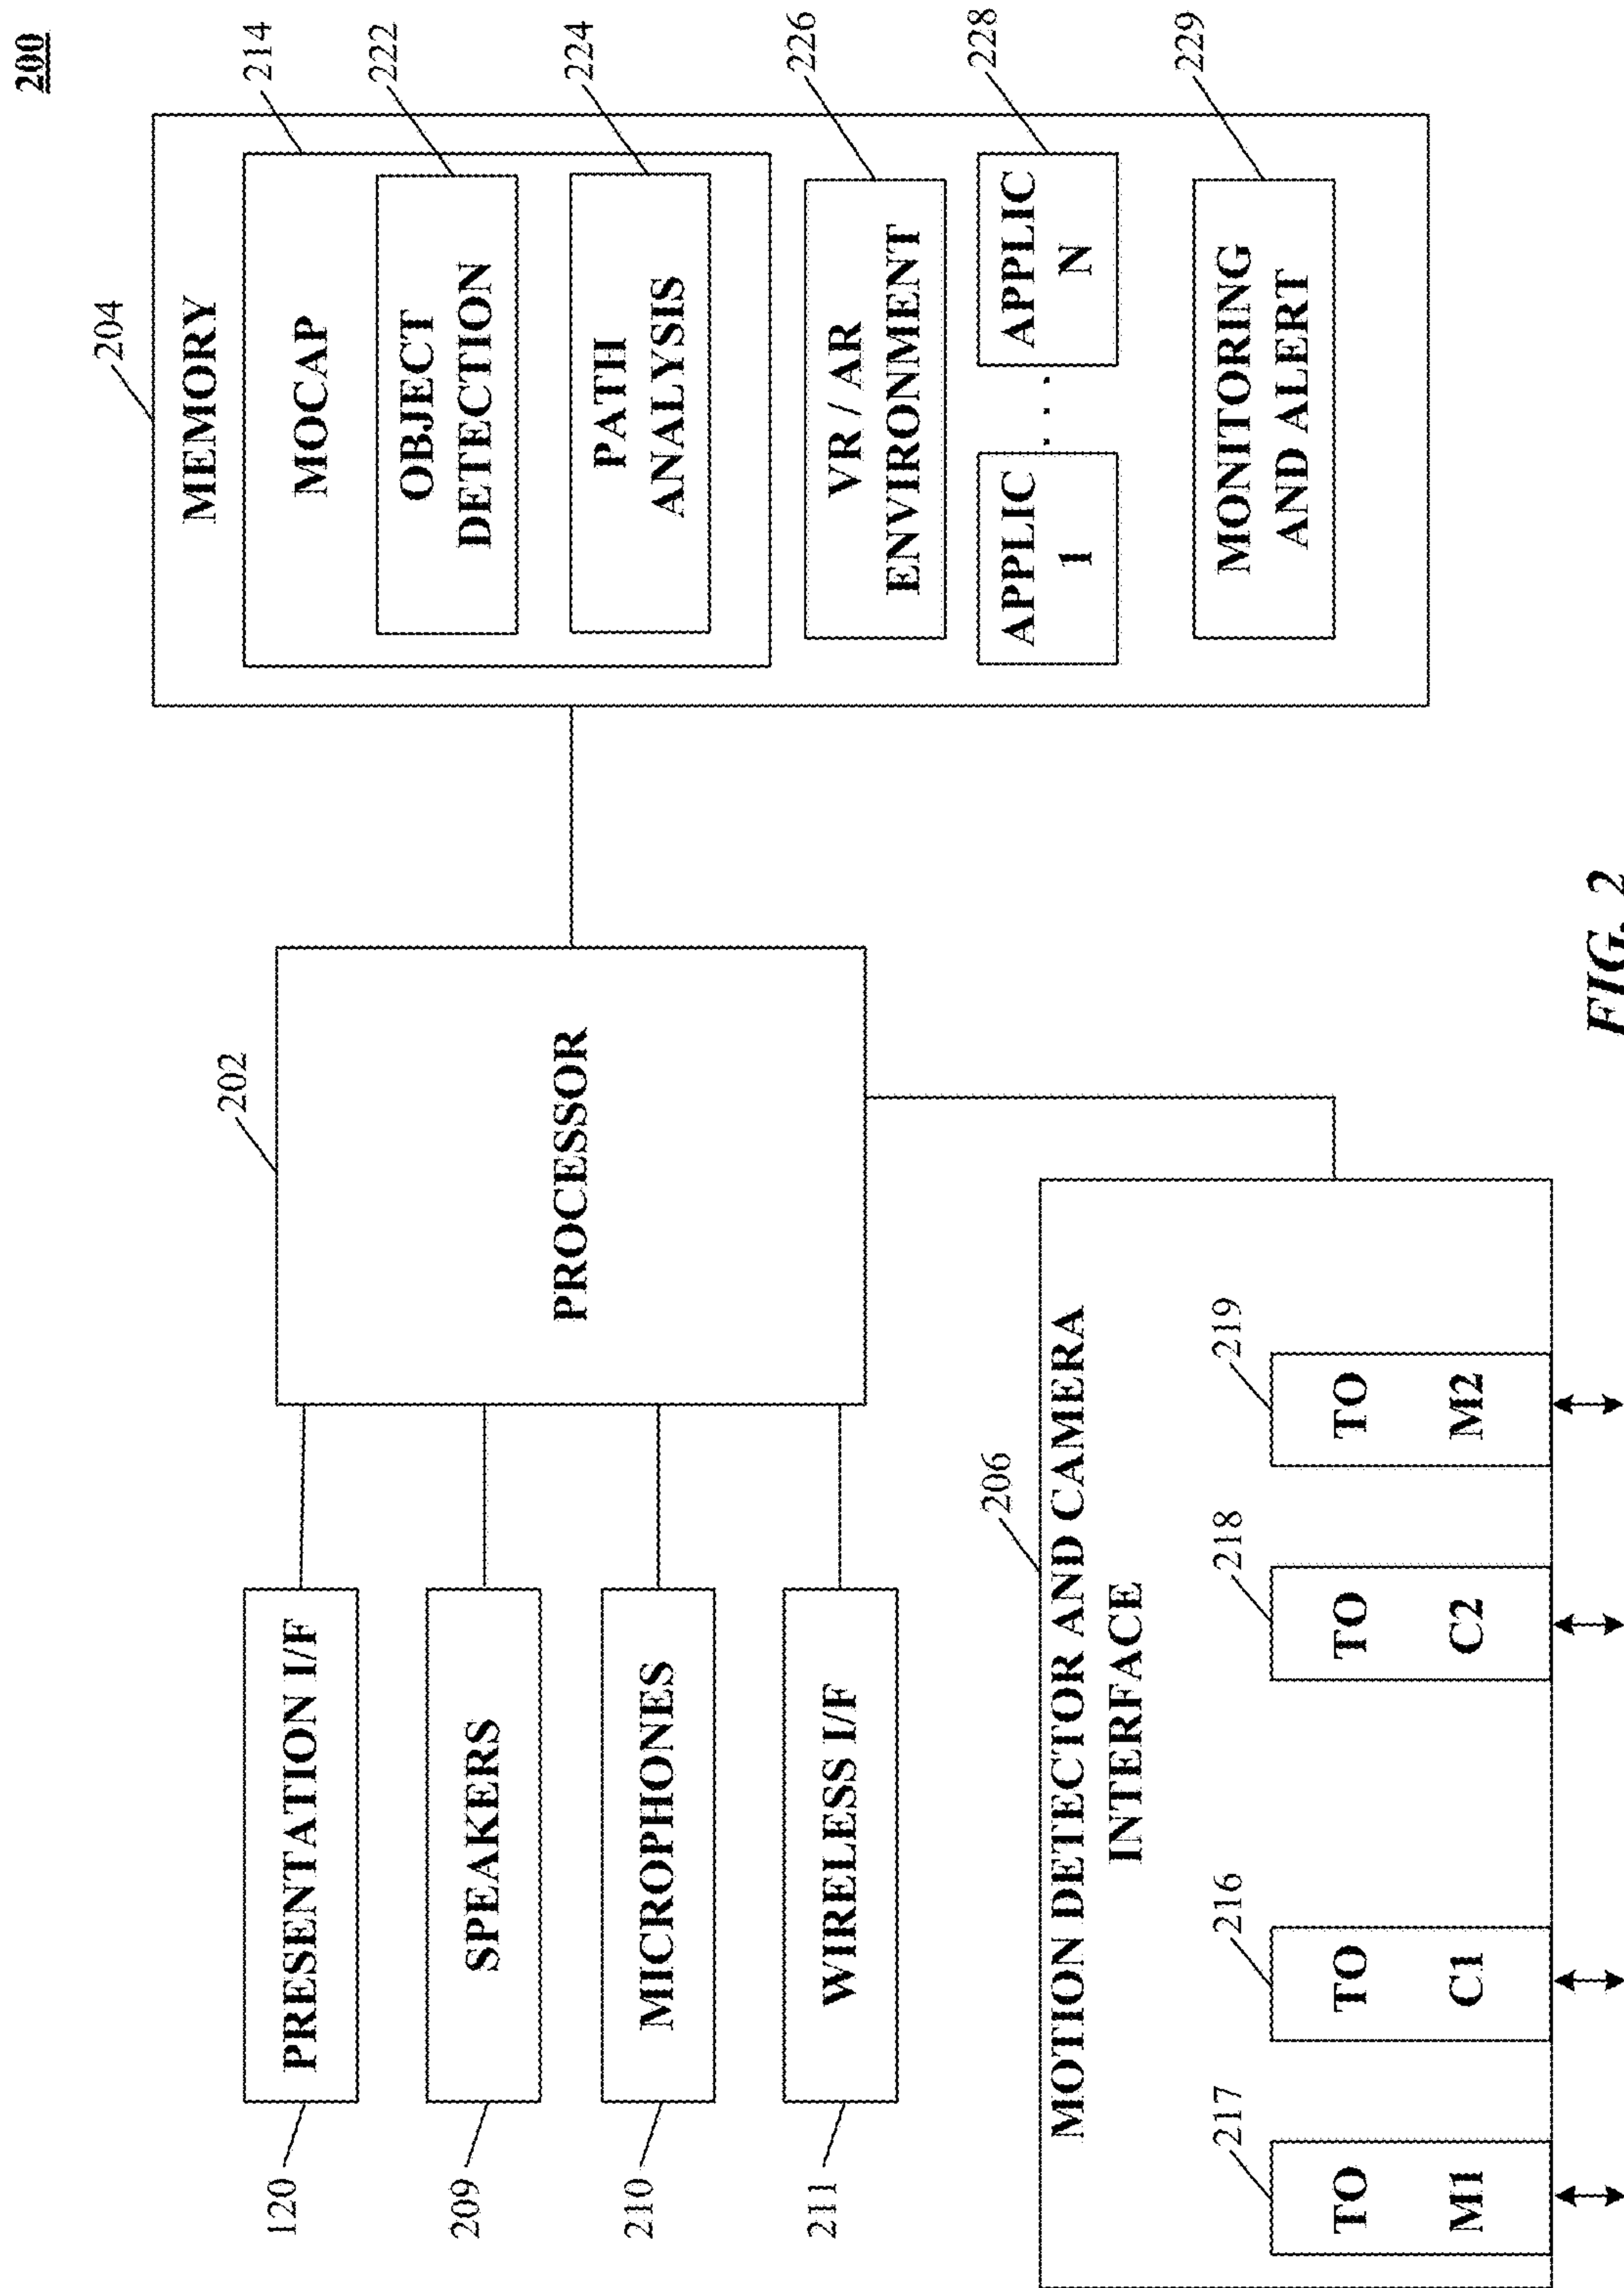 200
120
PRESENTATION I/F
209
SPEAKERS
210
MICROPHONES
211
WIRELESS I/F
202
PROCESSOR
204
MEMORY
214
MOCAP
222
OBJECT
DETECTION
224
PATH
ANALYSIS
226
VR / AR
ENVIRONMENT
228
APPLIC
1
. . .
APPLIC
N
229
MONITORING
AND ALERT
206
MOTION DETECTOR AND CAMERA
INTERFACE
217
TO
M1
216
TO
C1
218
TO
C2
219
TO
M2
FIG. 2